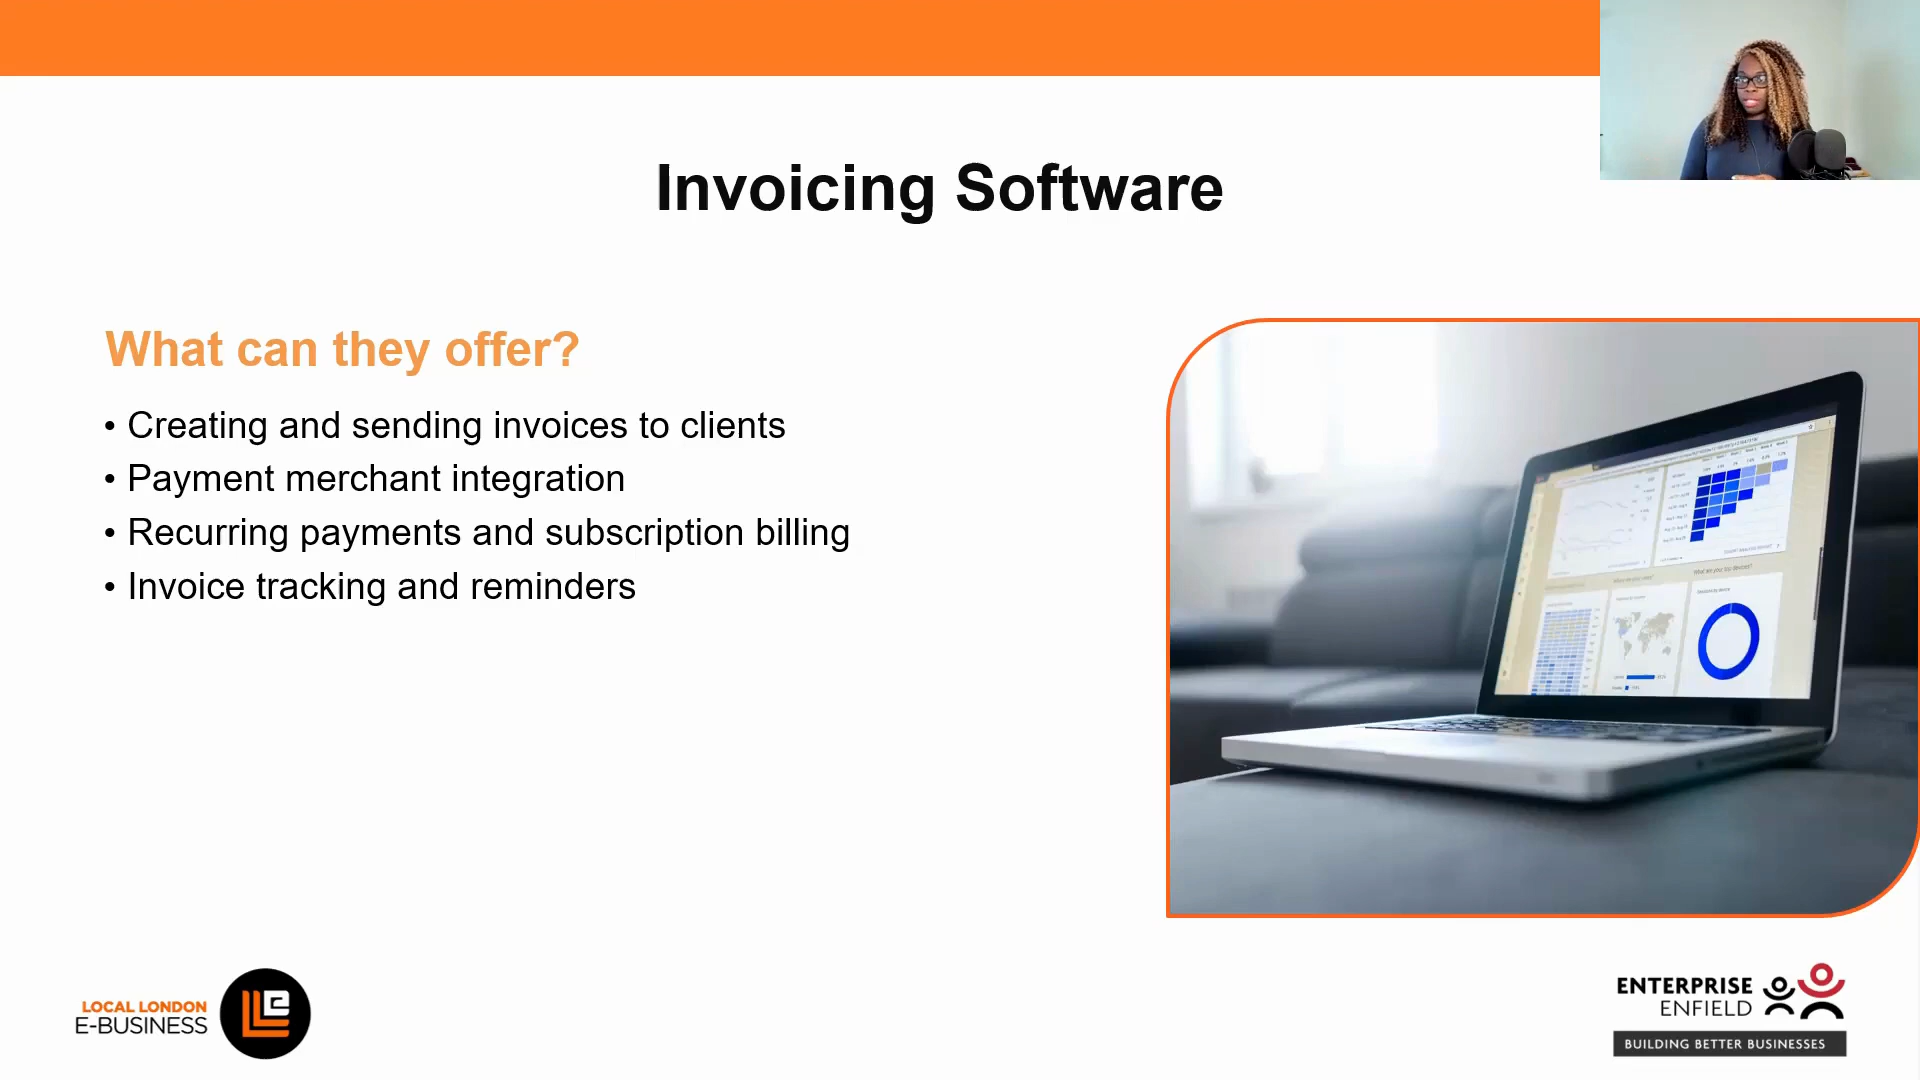 Invoicing Software
What can they offer?
• Creating and sending invoices to clients
• Payment merchant integration
• Recurring payments and subscription billing
• Invoice tracking and reminders
LOCAL LONDON
E-BUSINESS
ENTERPRISE
ENFIELD
BUILDING BETTER BUSINESSES